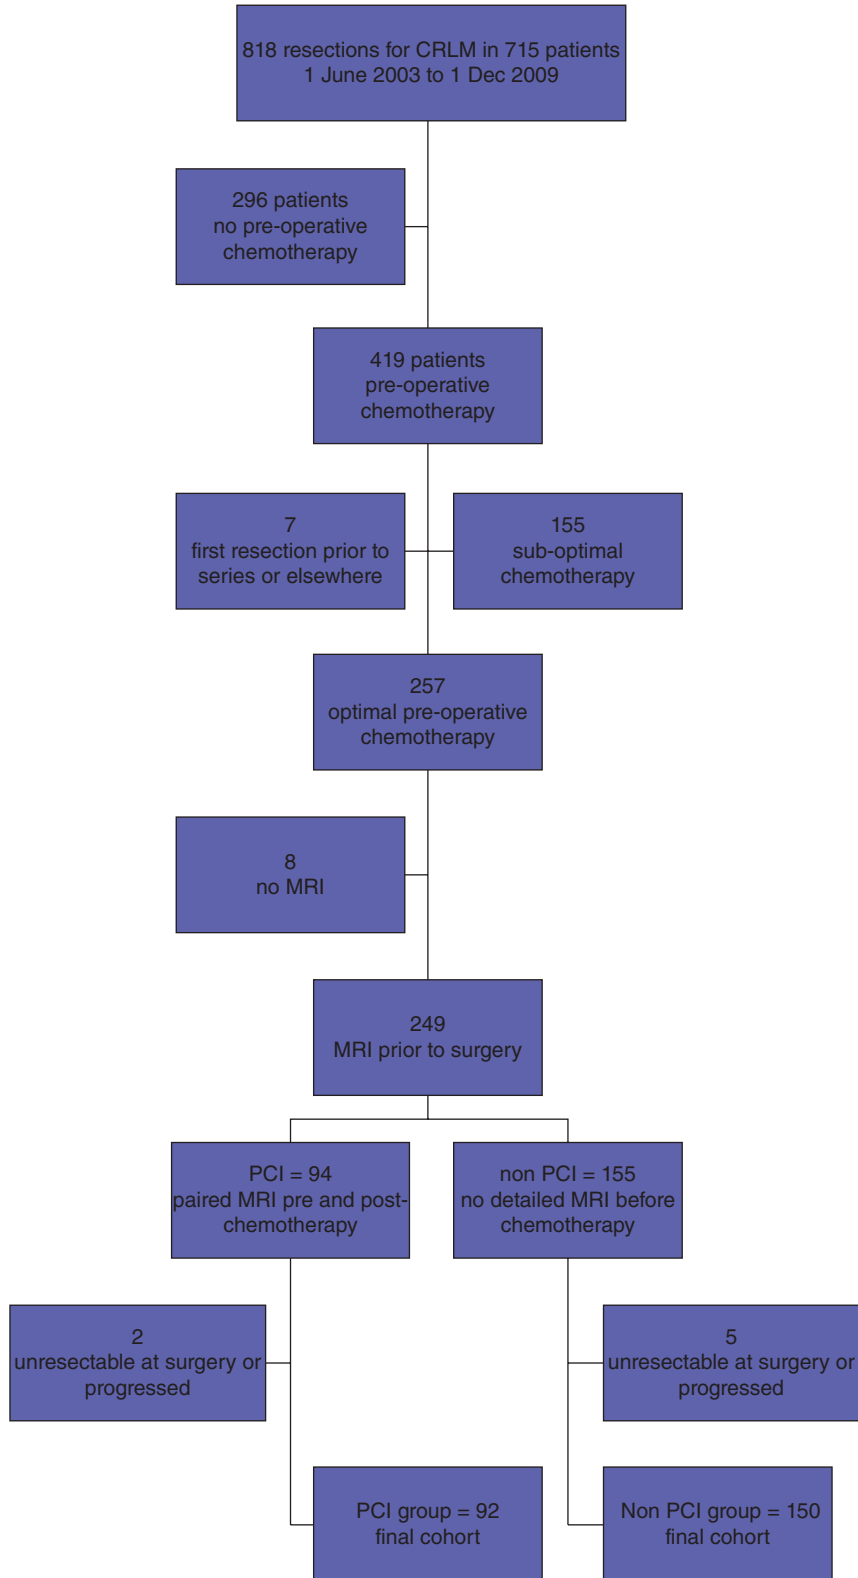 818 resections for CRLM in 715 patients
1 June 2003 to 1 Dec 2009
296 patients
no pre-operative
chemotherapy
419 patients
pre-operative
chemotherapy
7
first resection prior to
series or elsewhere
155
sub-optimal
chemotherapy
257
optimal pre-operative
chemotherapy
8
no MRI
249
MRI prior to surgery
PCI = 94
paired MRI pre and post-
chemotherapy
non PCI = 155
no detailed MRI before
chemotherapy
2
unresectable at surgery or
progressed
5
unresectable at surgery or
progressed
PCI group = 92
final cohort
Non PCI group = 150
final cohort